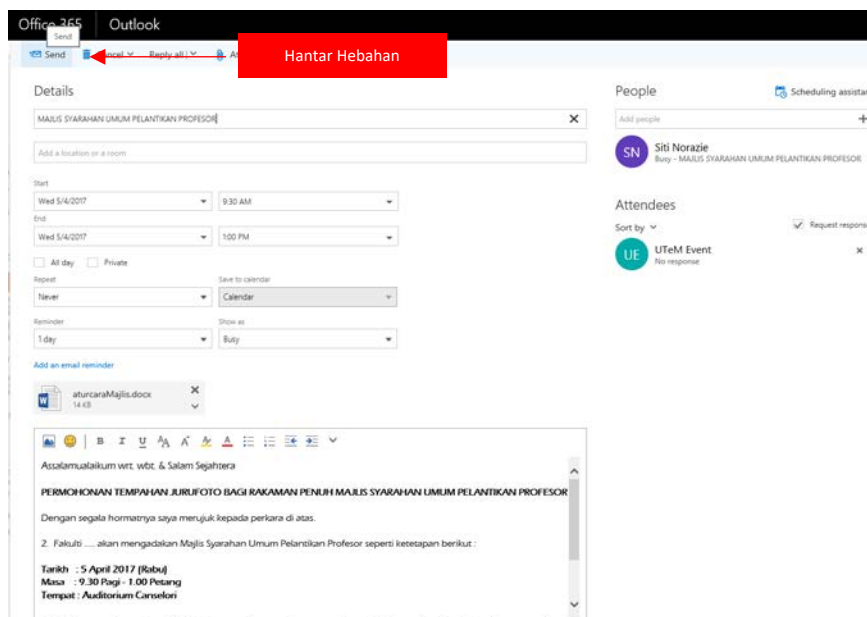 Office 365 Outlook
Send
Send Cancel Reply all
Hantar Hebahan
Details
MAJLIS SYARAHAN UMUM PELANTIKAN PROFESOR
Add a location or a room
Start
Wed 5/4/2017 9:30 AM
End
Wed 5/4/2017 1:00 PM
All day Private
Repeat Save to calendar
Never Calendar
Reminder Show as
1 day Busy
Add an email reminder
aturcaraMajlis.docx
14 KB
B I U
Assalamualaikum wrt. wbt. & Salam Sejahtera
PERMOHONAN TEMPAHAN JURUFOTO BAGI RAKAMAN PENUH MAJLIS SYARAHAN UMUM PELANTIKAN PROFESOR
Dengan segala hormatnya saya merujuk kepada perkara di atas.
2. Fakulti .... akan mengadakan Majlis Syarahan Umum Pelantikan Profesor seperti ketetapan berikut :
Tarikh : 5 April 2017 (Rabu)
Masa : 9.30 Pagi - 1.00 Petang
Tempat : Auditorium Canselori
People Scheduling assistan
Add people
SN Siti Norazie
Busy - MAJLIS SYARAHAN UMUM PELANTIKAN PROFESOR
Attendees
Sort by Request respons
UE UTeM Event
No response